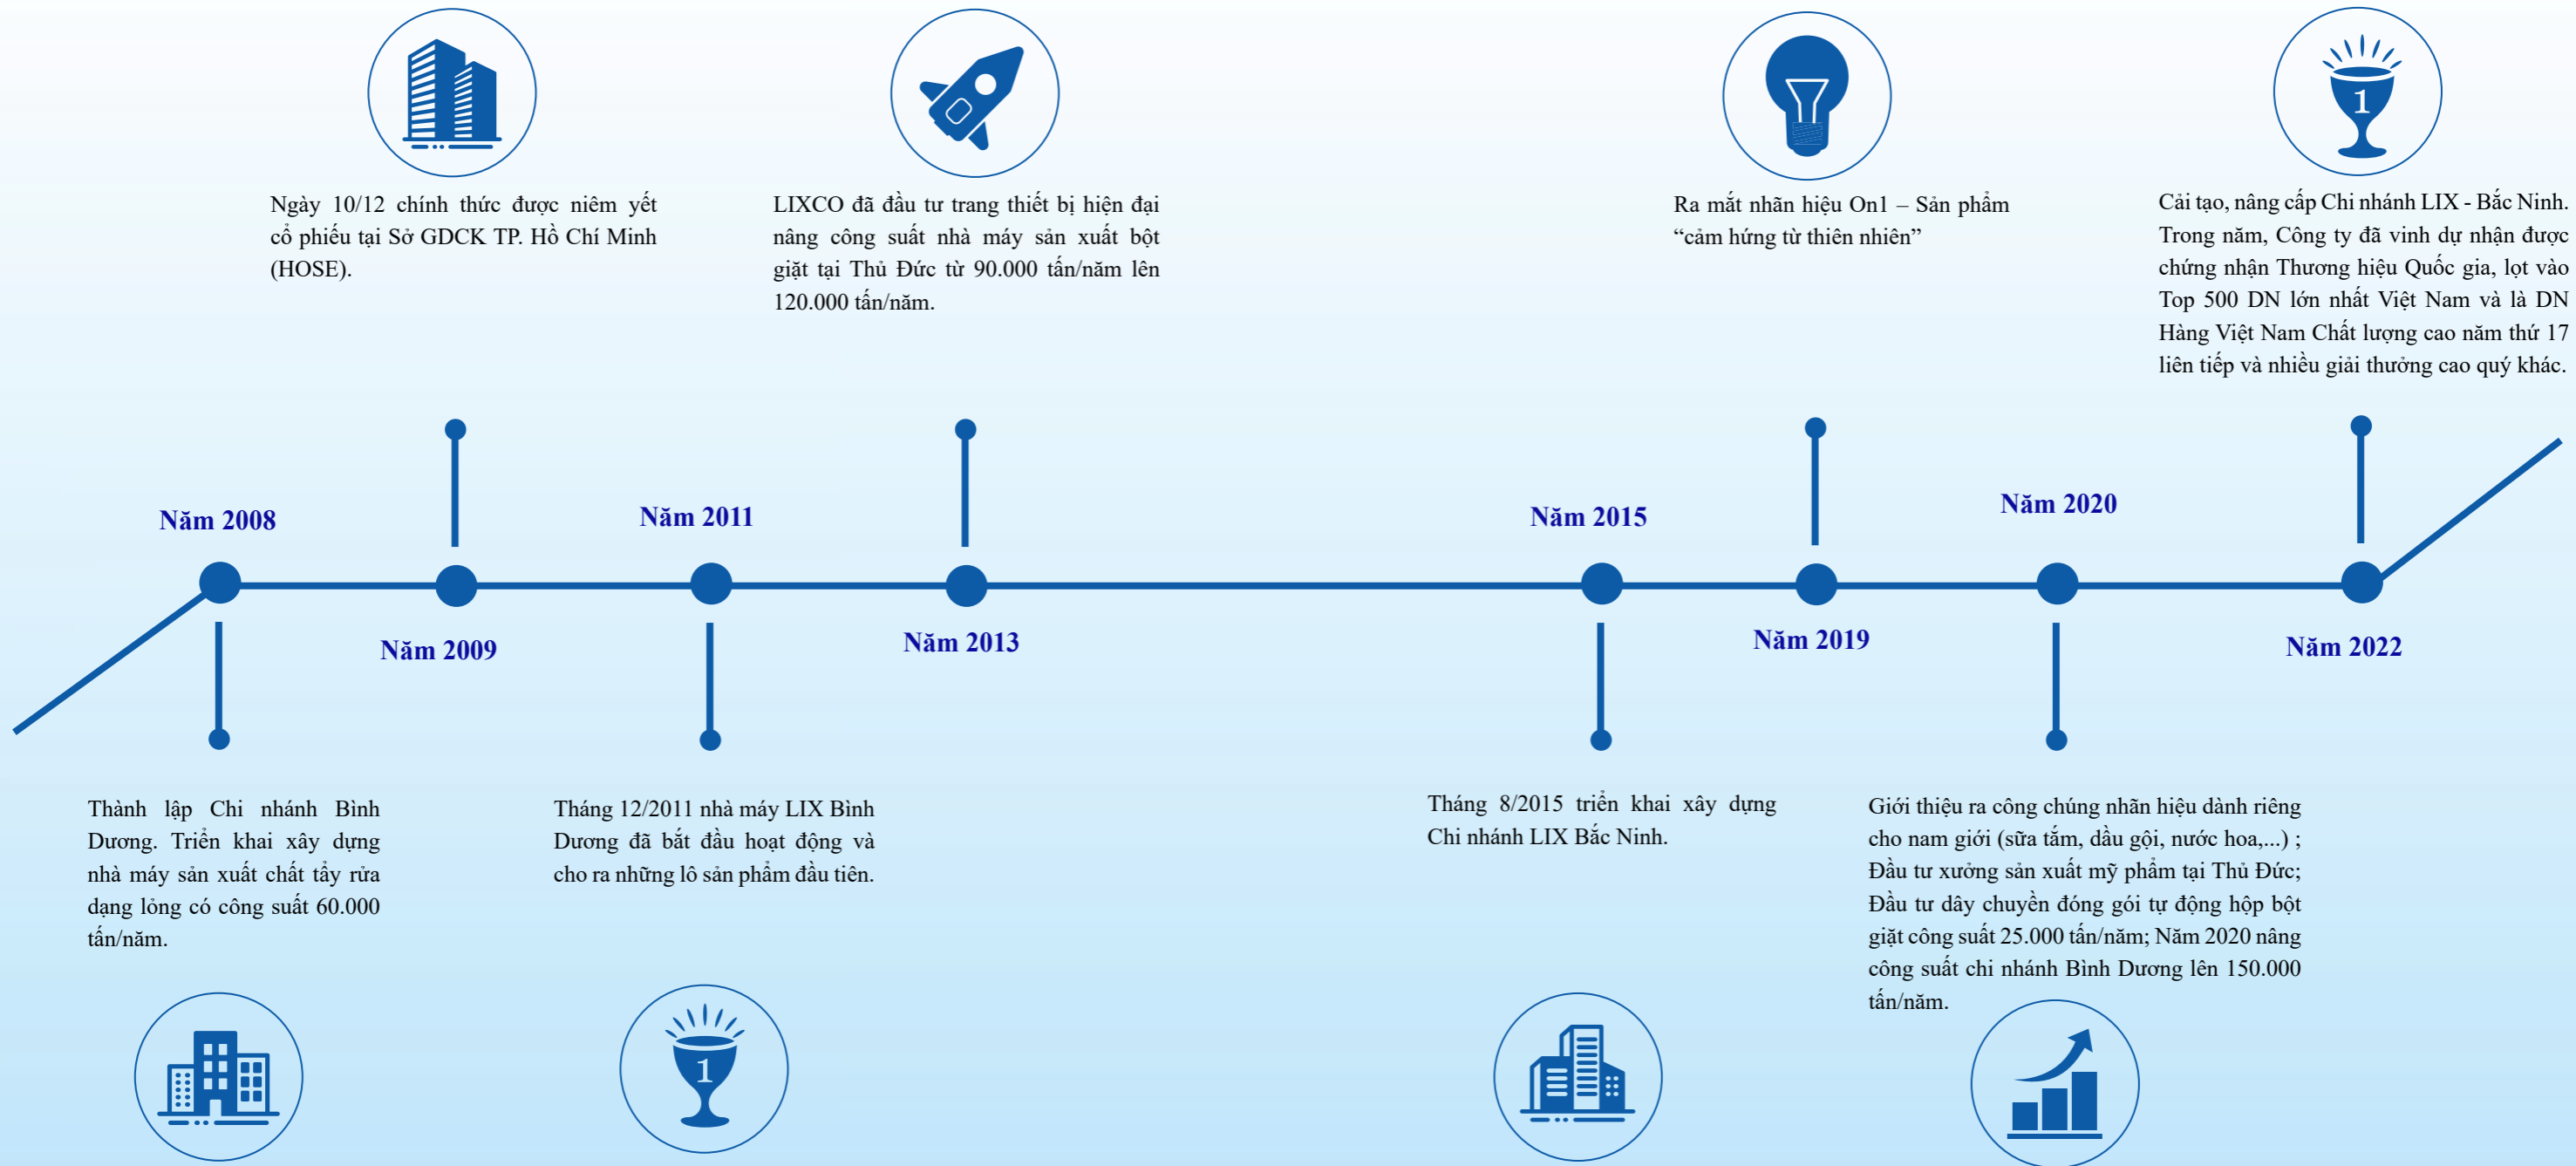 Ngày 10/12 chính thức được niêm yết
cổ phiếu tại Sở GDCK TP. Hồ Chí Minh
(HOSE).
LIXCO đã đầu tư trang thiết bị hiện đại
nâng công suất nhà máy sản xuất bột
giặt tại Thủ Đức từ 90.000 tấn/năm lên
120.000 tấn/năm.
Ra mắt nhãn hiệu On1 – Sản phẩm
“cảm hứng từ thiên nhiên”
1
Cải tạo, nâng cấp Chi nhánh LIX - Bắc Ninh.
Trong năm, Công ty đã vinh dự nhận được
chứng nhận Thương hiệu Quốc gia, lọt vào
Top 500 DN lớn nhất Việt Nam và là DN
Hàng Việt Nam Chất lượng cao năm thứ 17
liên tiếp và nhiều giải thưởng cao quý khác.
Năm 2008
Năm 2009
Năm 2011
Năm 2013
Năm 2015
Năm 2019
Năm 2020
Năm 2022
Thành lập Chi nhánh Bình
Dương. Triển khai xây dựng
nhà máy sản xuất chất tẩy rửa
dạng lỏng có công suất 60.000
tấn/năm.
Tháng 12/2011 nhà máy LIX Bình
Dương đã bắt đầu hoạt động và
cho ra những lô sản phẩm đầu tiên.
1
Tháng 8/2015 triển khai xây dựng
Chi nhánh LIX Bắc Ninh.
Giới thiệu ra công chúng nhãn hiệu dành riêng
cho nam giới (sữa tắm, dầu gội, nước hoa,...) ;
Đầu tư xưởng sản xuất mỹ phẩm tại Thủ Đức;
Đầu tư dây chuyền đóng gói tự động hộp bột
giặt công suất 25.000 tấn/năm; Năm 2020 nâng
công suất chi nhánh Bình Dương lên 150.000
tấn/năm.